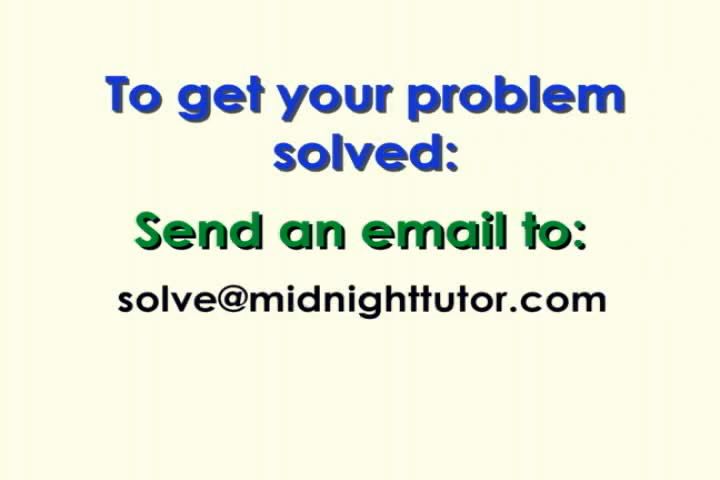 To get your problem
solved:
Send an email to:
solve@midnighttutor.com